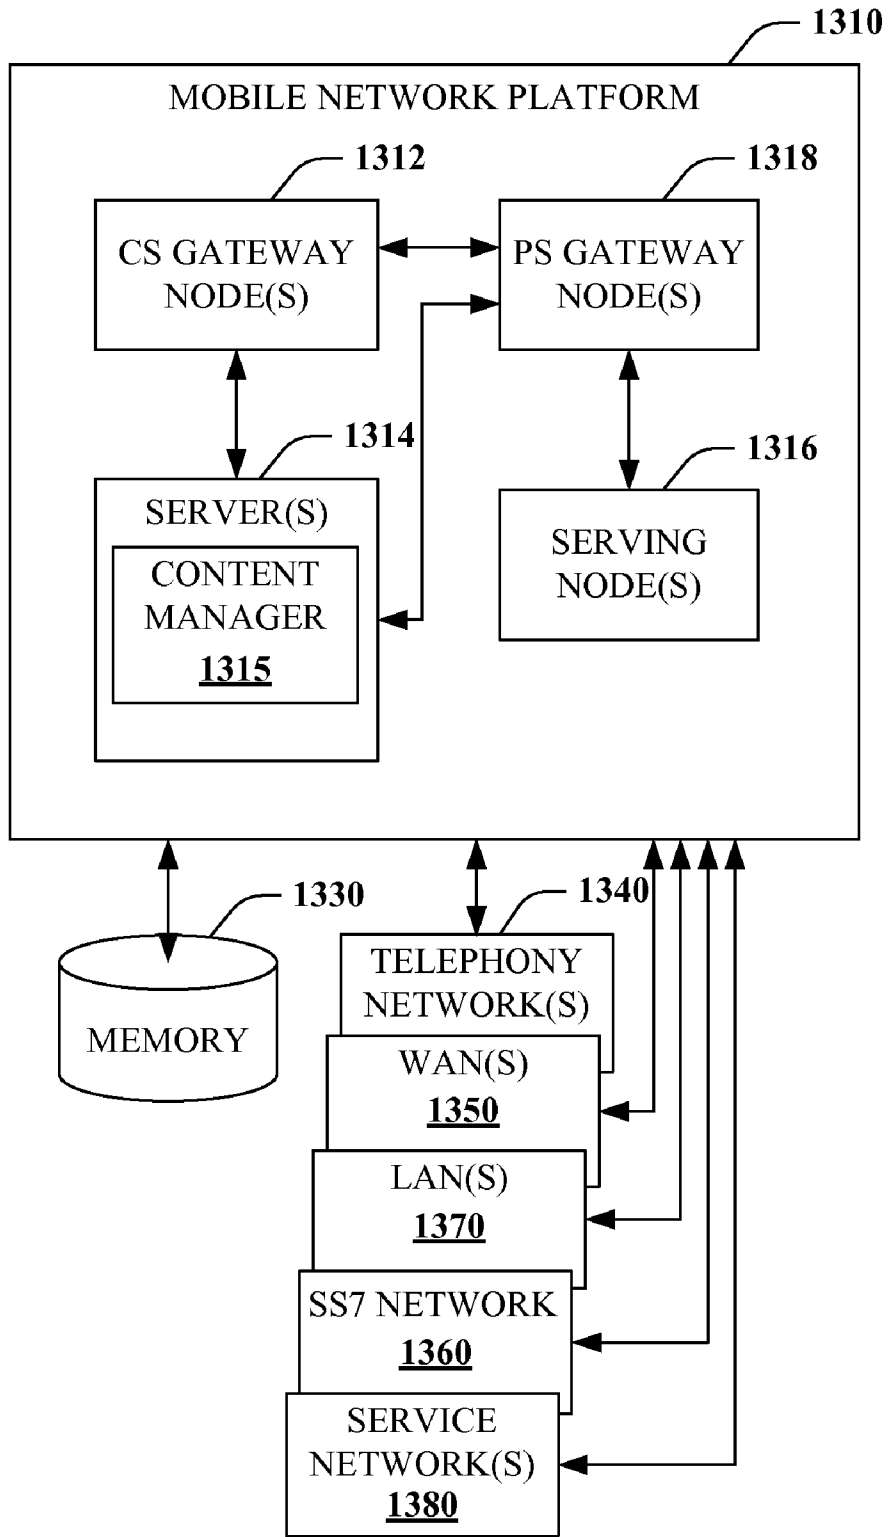 1310
MOBILE NETWORK PLATFORM
1312
1318
CS GATEWAY
NODE(S)
PS GATEWAY
NODE(S)
1314
1316
SERVER(S)
CONTENT
MANAGER
1315
SERVING
NODE(S)
1330
1340
MEMORY
TELEPHONY
NETWORK(S)
WAN(S)
1350
LAN(S)
1370
SS7 NETWORK
1360
SERVICE
NETWORK(S)
1380